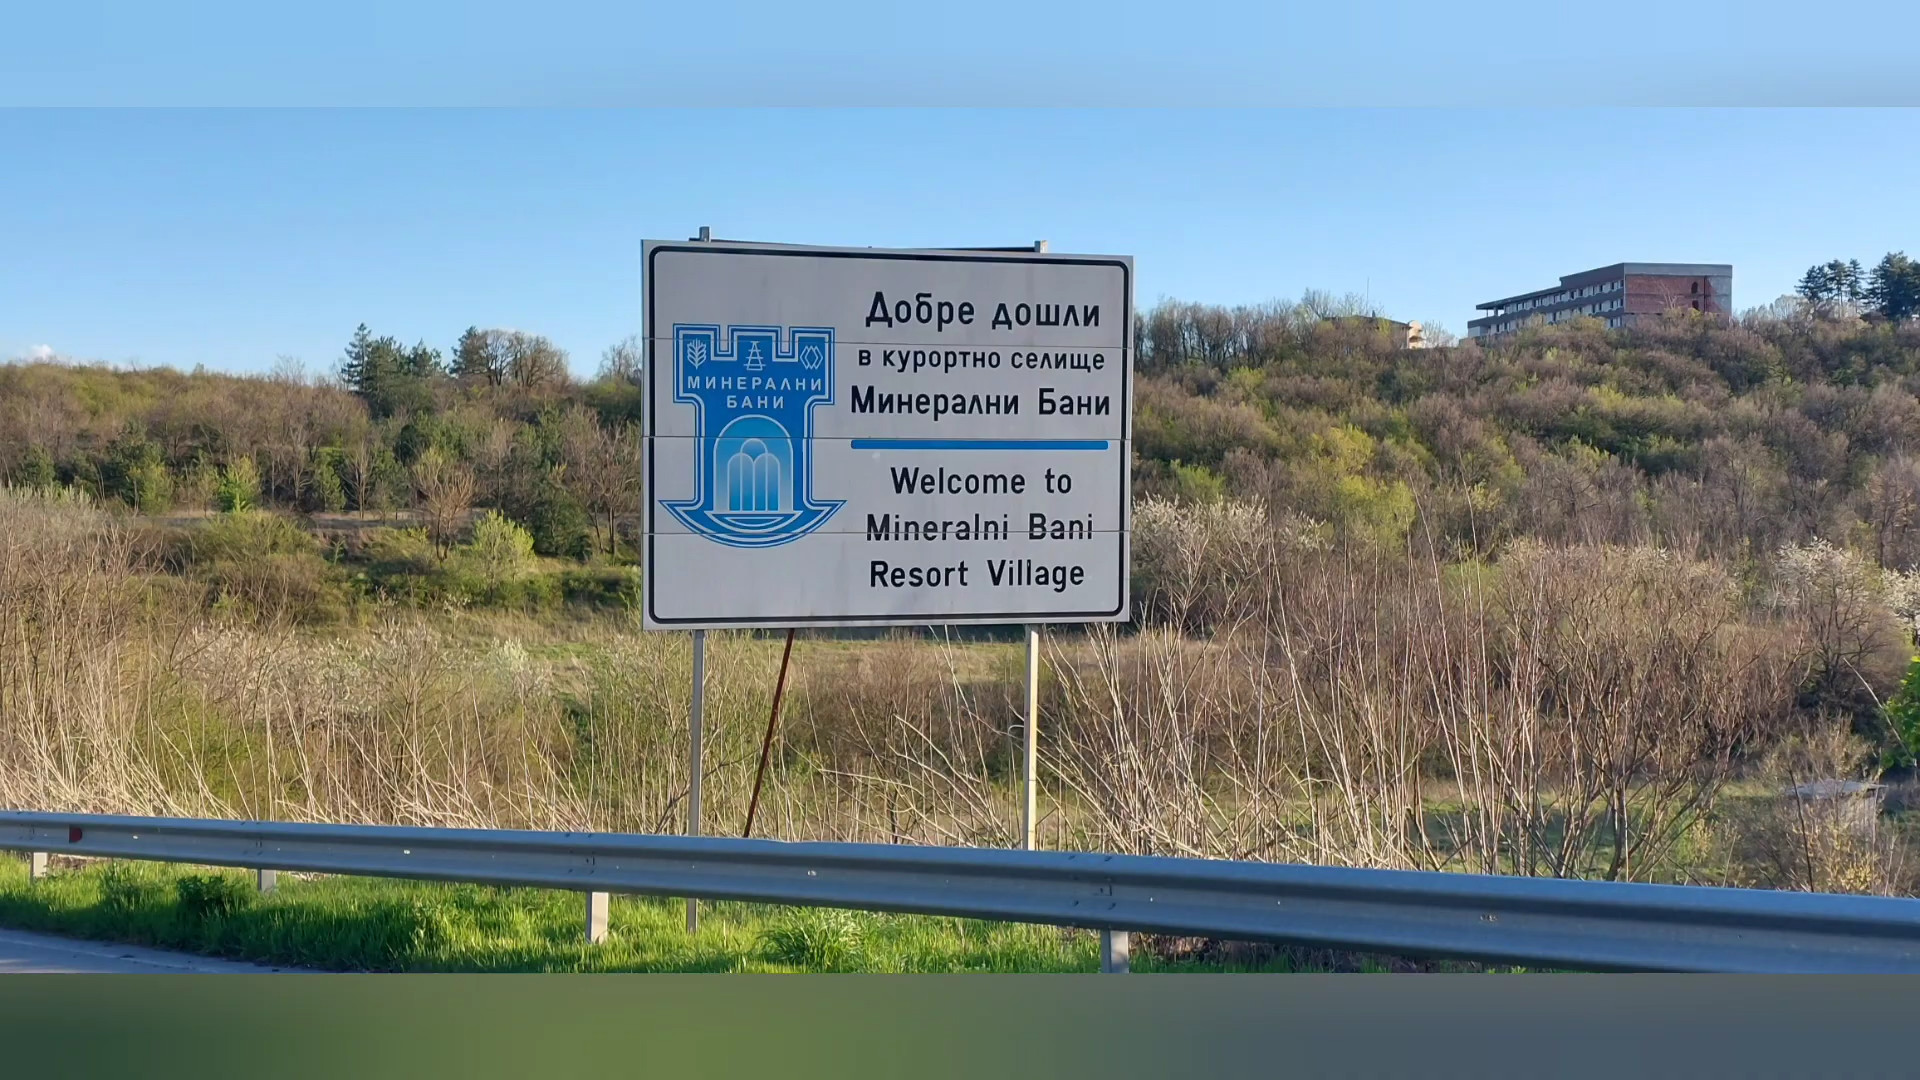 МИНЕРАЛНИ
БАНИ
Добре дошли
в курортно селище
Минерални Бани
Welcome to
Mineralni Bani
Resort Village